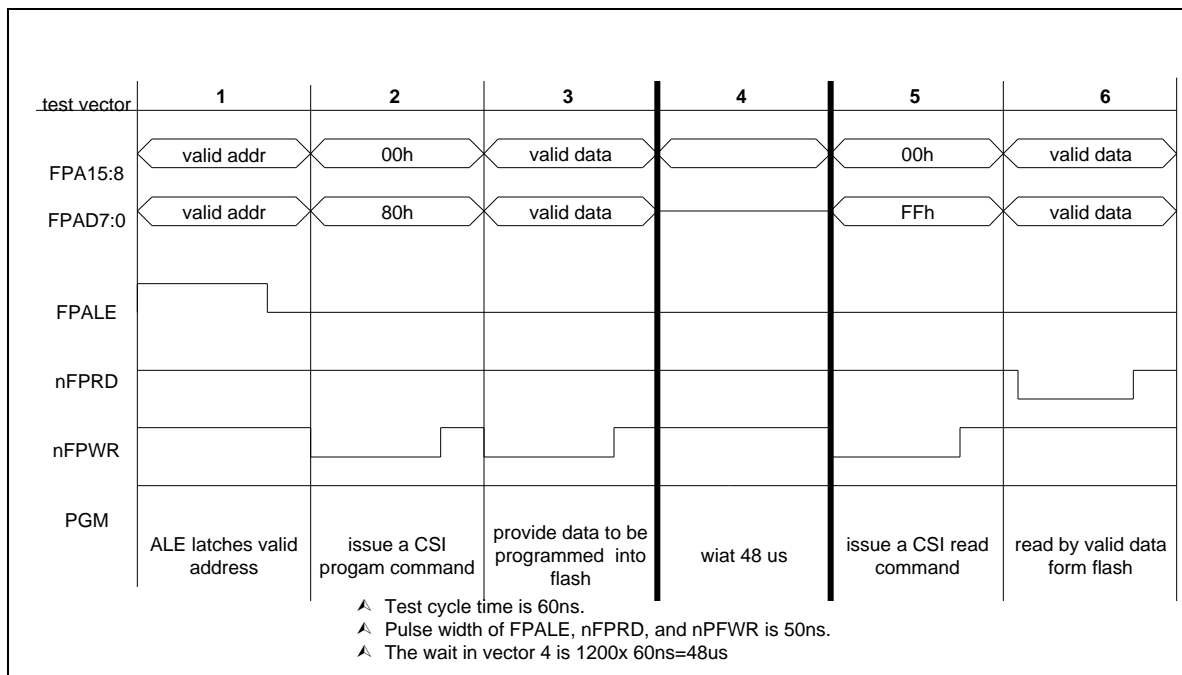 test vector 1 2 3 4 5 6
FPA15:8 valid addr 00h valid data 00h valid data
FPAD7:0 valid addr 80h valid data FFh valid data
FPALE
nFPRD
nFPWR
PGM
ALE latches valid
address
issue a CSI
progam command
provide data to be
programmed into
flash
wiat 48 us
issue a CSI read
command
read by valid data
form flash
Test cycle time is 60ns.
Pulse width of FPALE, nFPRD, and nPFWR is 50ns.
The wait in vector 4 is 1200x 60ns=48us